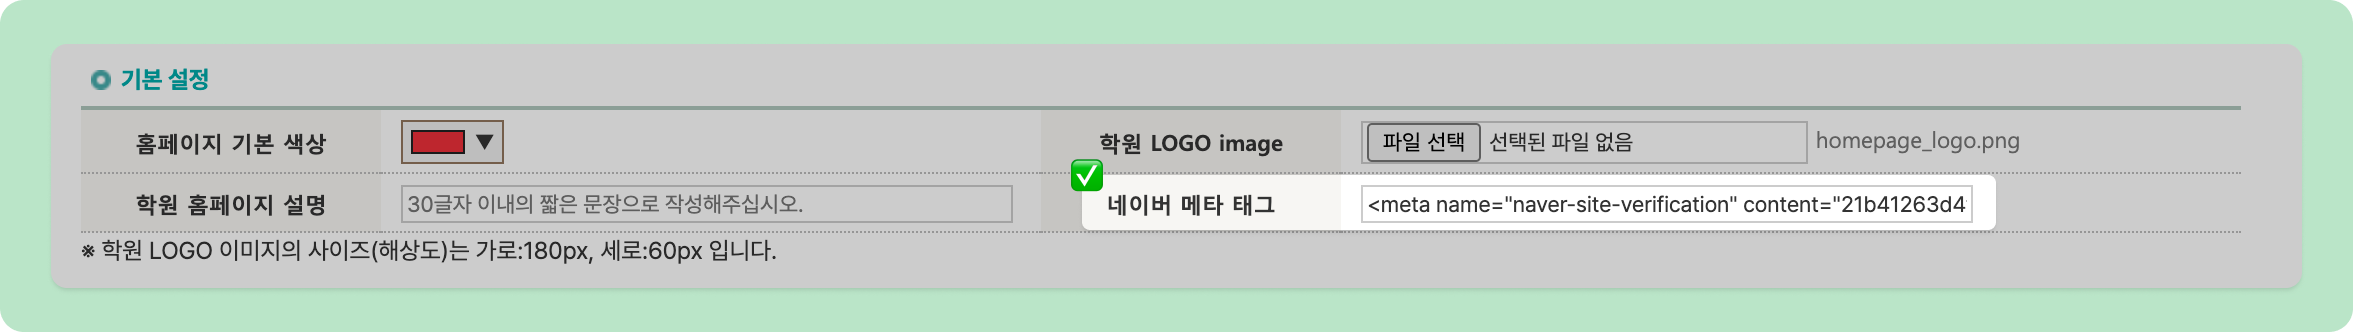 기본 설정
홈페이지 기본 색상 ▼ 학원 LOGO image 파일 선택 선택된 파일 없음 homepage_logo.png
학원 홈페이지 설명 30글자 이내의 짧은 문장으로 작성해주십시오. 네이버 메타 태그 <meta name="naver-site-verification" content="21b41263d4
※ 학원 LOGO 이미지의 사이즈(해상도)는 가로:180px, 세로:60px 입니다.